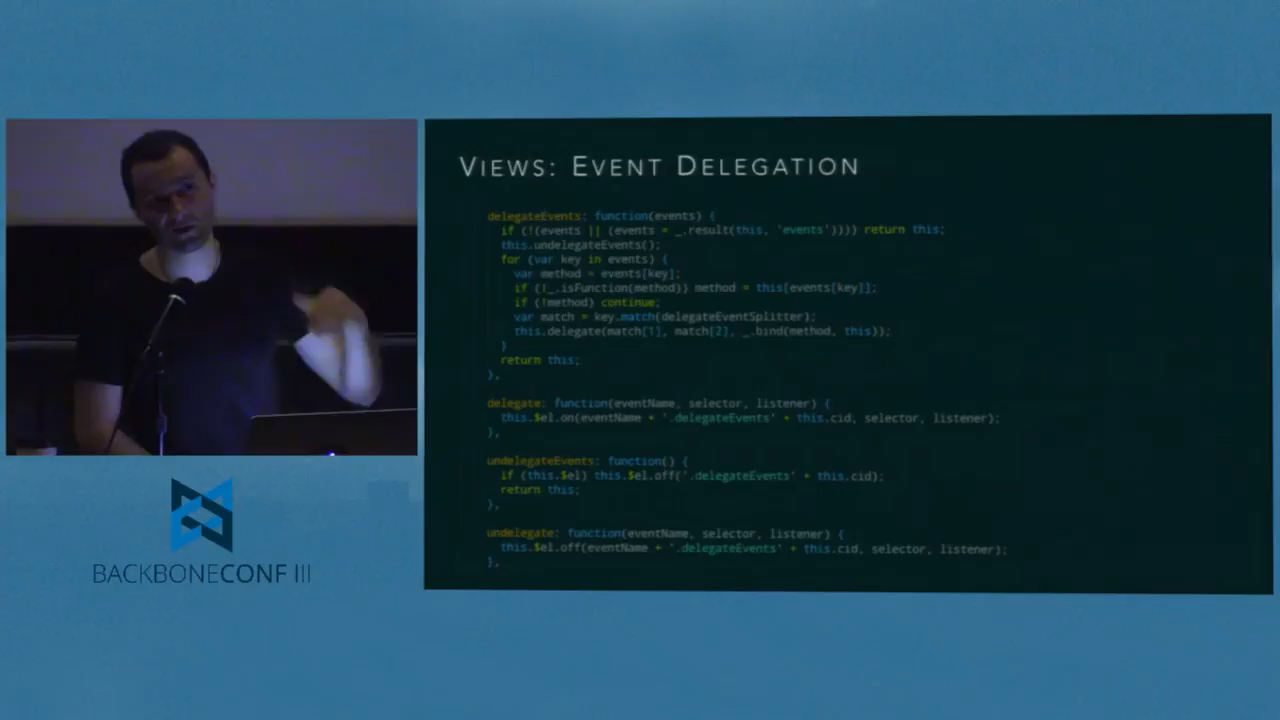 VIEWS: EVENT DELEGATION
delegateEvents: function(events) {
if (!(events || (events = _.result(this, 'events')))) return this;
this.undelegateEvents();
for (var key in events) {
var method = events[key];
if (!_.isFunction(method)) method = this[events[key]];
if (!method) continue;
var match = key.match(delegateEventSplitter);
this.delegate(match[1], match[2], _.bind(method, this));
}
return this;
},
delegate: function(eventName, selector, listener) {
this.$el.on(eventName + '.delegateEvents' + this.cid, selector, listener);
},
undelegateEvents: function() {
if (this.$el) this.$el.off('.delegateEvents' + this.cid);
return this;
},
undelegate: function(eventName, selector, listener) {
this.$el.off(eventName + '.delegateEvents' + this.cid, selector, listener);
},
BACKBONECONF III